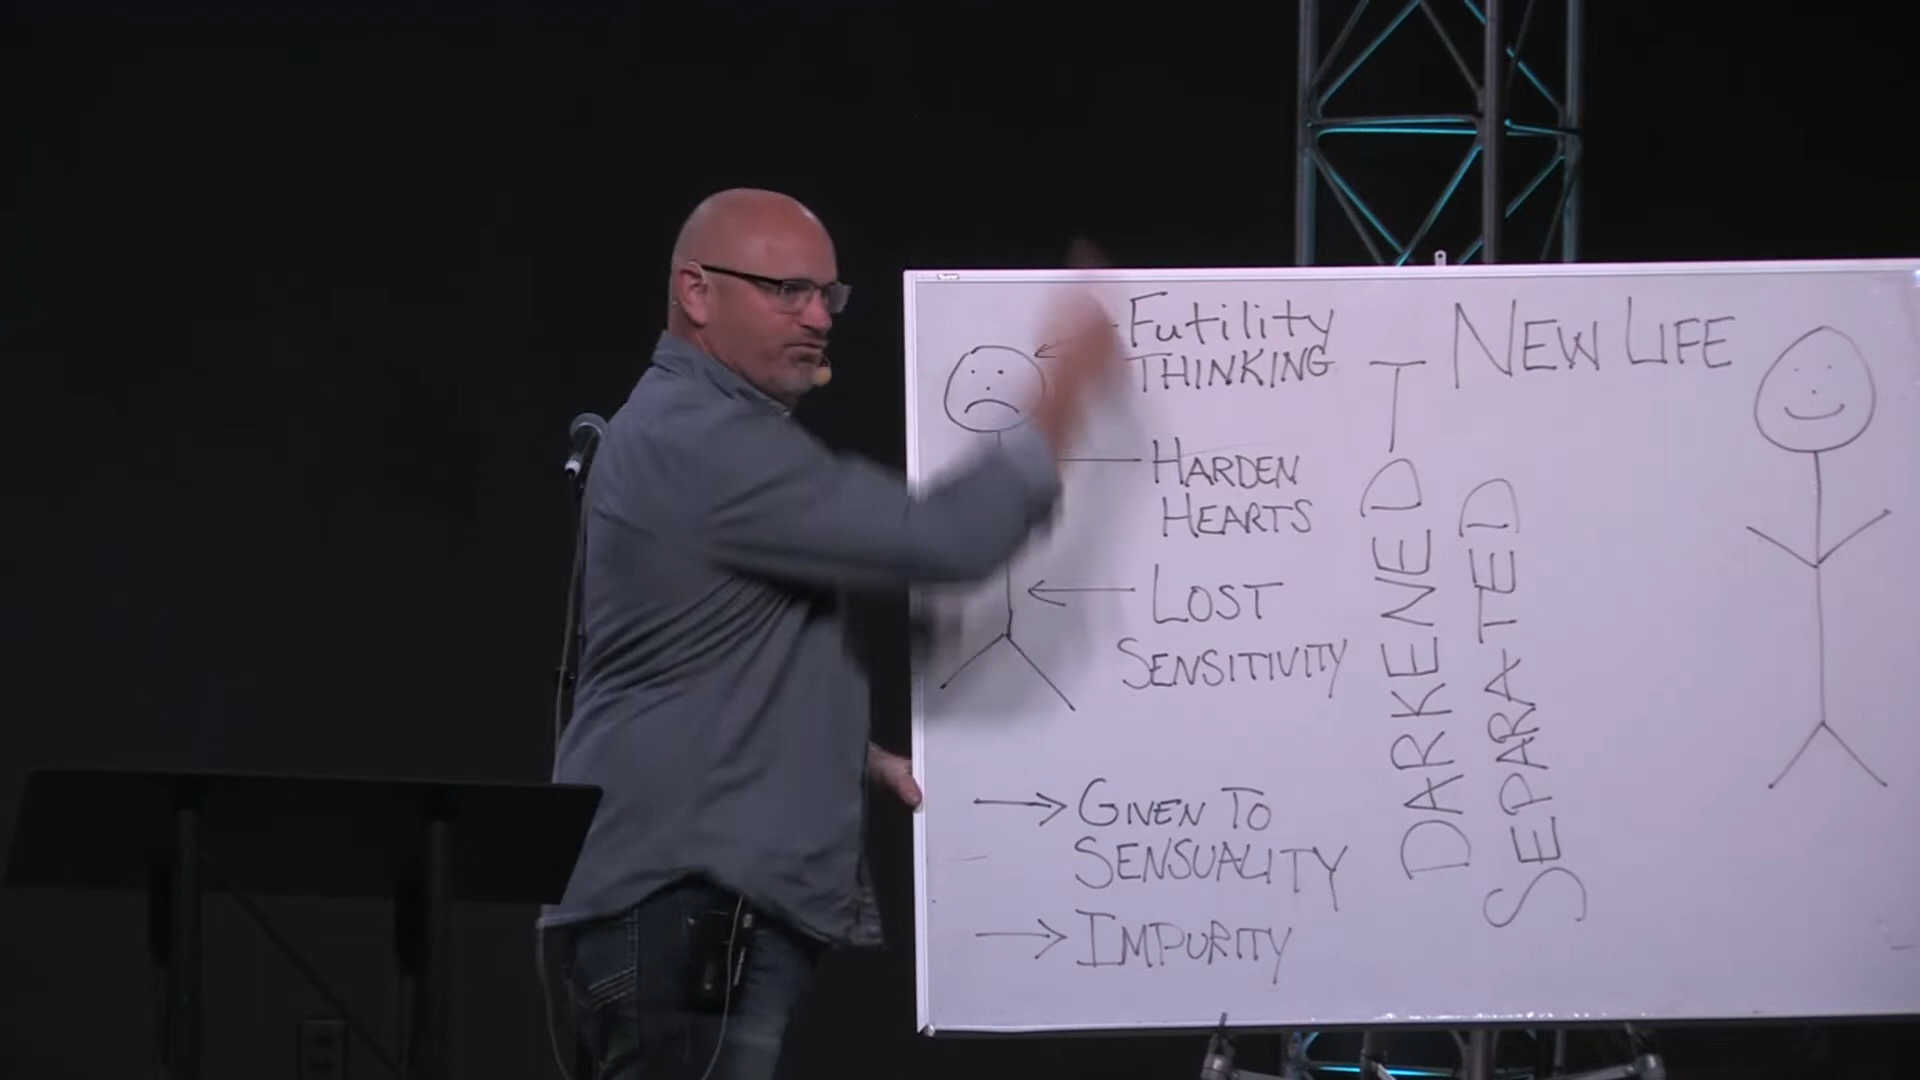 Futility
THINKING
HARDEN
HEARTS
LOST
SENSITIVITY
GIVEN TO
SENSUALITY
IMPURITY
DARKENED
SEPARATED
NEW LIFE